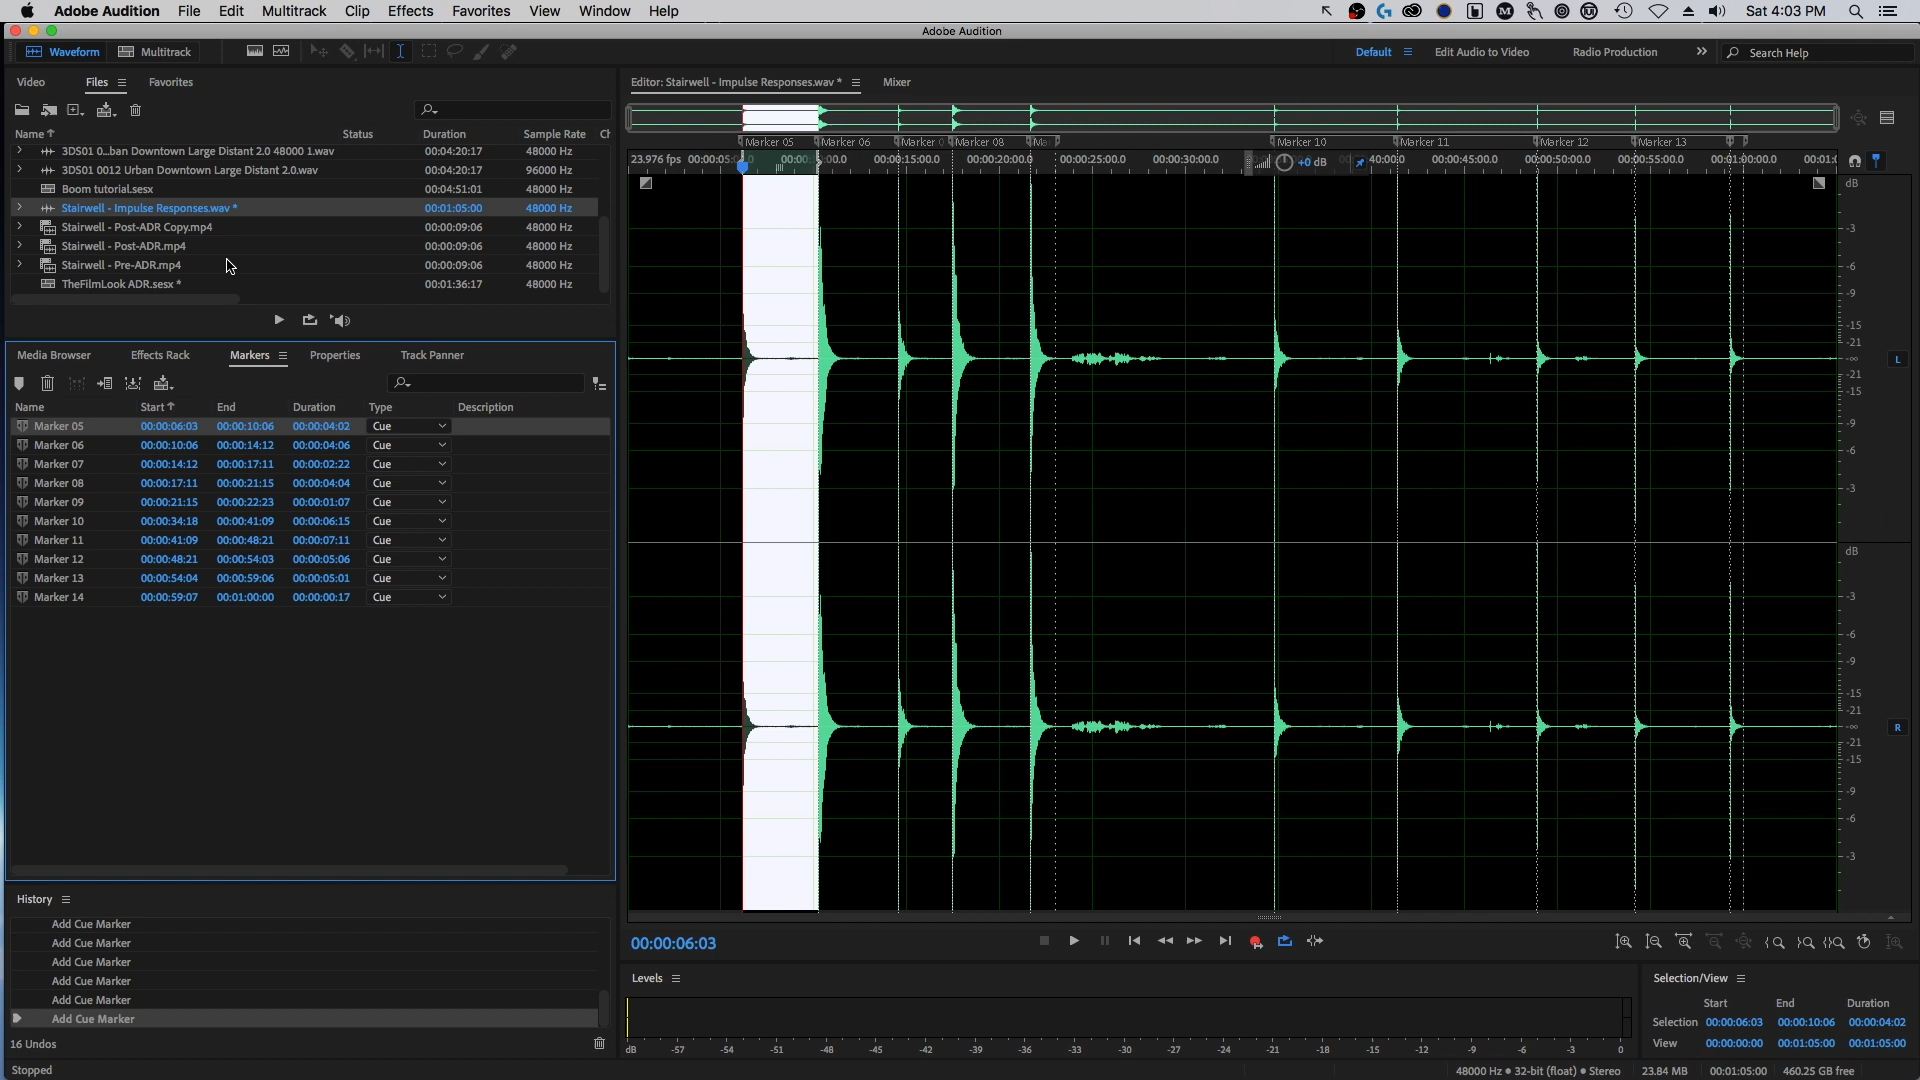 Adobe Audition File Edit Multitrack Clip Effects Favorites View Window Help Sat 4:03 PM
Adobe Audition
Waveform Multitrack Default Edit Audio to Video Radio Production Search Help
Video Files Favorites
Name Status Duration Sample Rate Ch
3DS01 0...ban Downtown Large Distant 2.0 48000 1.wav 00:04:20:17 48000 Hz
3DS01 0012 Urban Downtown Large Distant 2.0.wav 00:04:20:17 96000 Hz
Boom tutorial.sesx 00:04:51:01 48000 Hz
Stairwell - Impulse Responses.wav * 00:01:05:00 48000 Hz
Stairwell - Post-ADR Copy.mp4 00:00:09:06 48000 Hz
Stairwell - Post-ADR.mp4 00:00:09:06 48000 Hz
Stairwell - Pre-ADR.mp4 00:00:09:06 48000 Hz
TheFilmLook ADR.sesx * 00:01:36:17 48000 Hz
Media Browser Effects Rack Markers Properties Track Panner
Name Start End Duration Type Description
Marker 05 00:00:06:03 00:00:10:06 00:00:04:02 Cue
Marker 06 00:00:10:06 00:00:14:12 00:00:04:06 Cue
Marker 07 00:00:14:12 00:00:17:11 00:00:02:22 Cue
Marker 08 00:00:17:11 00:00:21:15 00:00:04:04 Cue
Marker 09 00:00:21:15 00:00:22:23 00:00:01:07 Cue
Marker 10 00:00:34:18 00:00:41:09 00:00:06:15 Cue
Marker 11 00:00:41:09 00:00:48:21 00:00:07:11 Cue
Marker 12 00:00:48:21 00:00:54:03 00:00:05:06 Cue
Marker 13 00:00:54:04 00:00:59:06 00:00:05:01 Cue
Marker 14 00:00:59:07 00:01:00:00 00:00:00:17 Cue
History
Add Cue Marker
Add Cue Marker
Add Cue Marker
Add Cue Marker
Add Cue Marker
Add Cue Marker
16 Undos
Stopped
Editor: Stairwell - Impulse Responses.wav * Mixer
Marker 05 Marker 06 Marker 0 Marker 08 Mar Marker 10 Marker 11 Marker 12 Marker 13
23.976 fps 00:00:15:00.0 00:00:20:00.0 00:00:25:00.0 00:00:30:00.0 +0 dB 40:00.0 00:00:45:00.0 00:00:50:00.0 00:00:55:00.0 00:01:00:00.0 00:01:
dB
-3
-6
-9
-15
-21
-∞
-21
-15
-9
-6
-3
L
dB
-3
-6
-9
-15
-21
-∞
-21
-15
-9
-6
-3
R
00:00:06:03
Levels
dB -57 -54 -51 -48 -45 -42 -39 -36 -33 -30 -27 -24 -21 -18 -15 -12 -9 -6 -3 0
Selection/View
Start End Duration
Selection 00:00:06:03 00:00:10:06 00:00:04:02
View 00:00:00:00 00:01:05:00 00:01:05:00
48000 Hz • 32-bit (float) • Stereo 23.84 MB 00:01:05:00 460.25 GB free